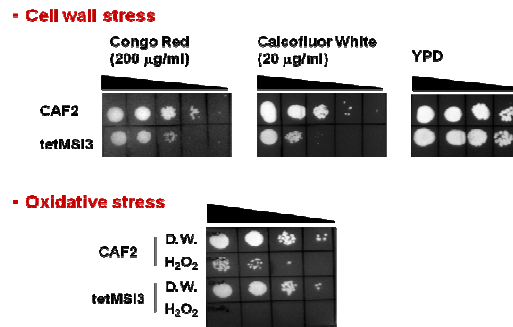 - Cell wall stress
Congo Red
(200 µg/ml)
Calcofluor White
(20 µg/ml)
YPD
CAF2
tetMSI3
- Oxidative stress
CAF2
D.W.
H₂O₂
tetMSI3
D.W.
H₂O₂